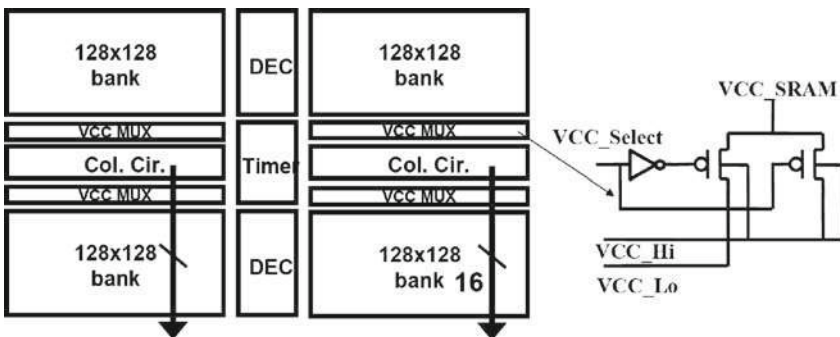 128x128
bank
DEC
128x128
bank
VCC MUX
VCC MUX
Col. Cir.
Timer
Col. Cir.
VCC MUX
VCC MUX
128x128
bank
DEC
128x128
bank 16
VCC_SRAM
VCC_Select
VCC_Hi
VCC_Lo